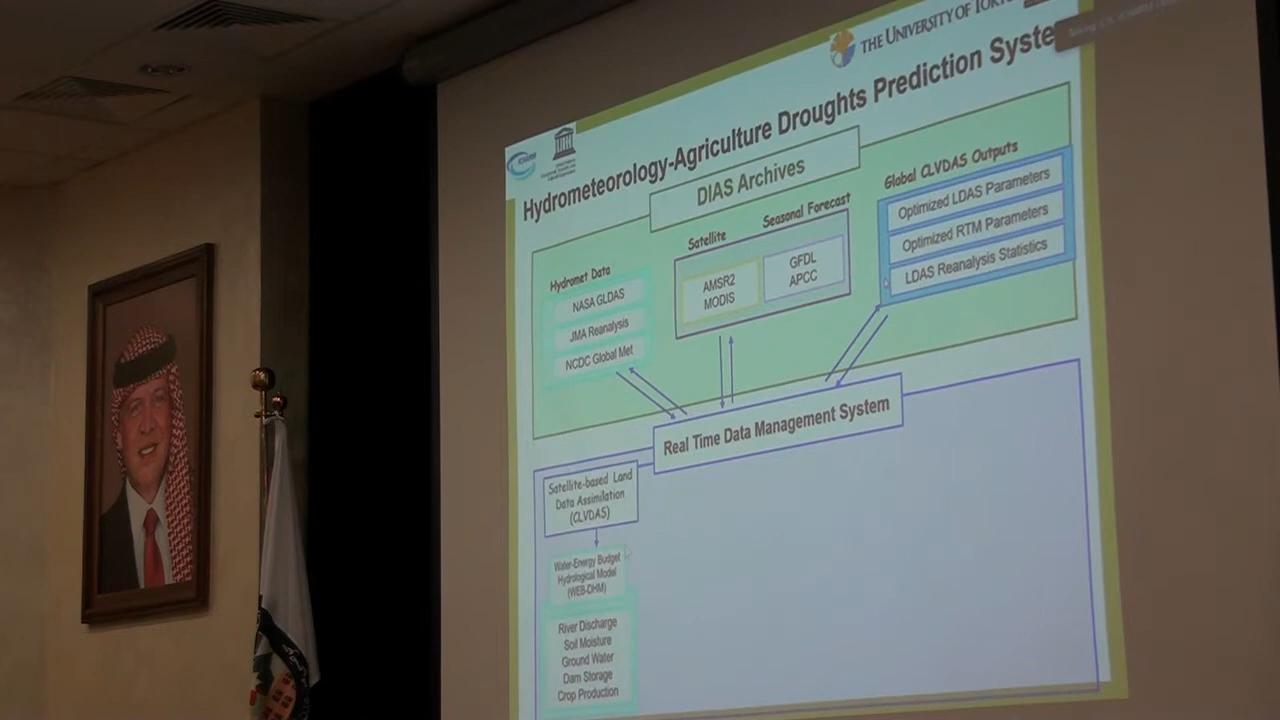 THE UNIVERSITY OF TOKYO
Hydrometeorology-Agriculture Droughts Prediction Syste
DIAS Archives
Hydromet Data
NASA GLDAS
JMA Reanalysis
NCDC Global Met
Satellite
Seasonal Forecast
AMSR2
MODIS
GFDL
APCC
Global CLVDAS Outputs
Optimized LDAS Parameters
Optimized RTM Parameters
LDAS Reanalysis Statistics
Real Time Data Management System
Satellite-based Land
Data Assimilation
(CLVDAS)
Water-Energy Budget
Hydrological Model
(WEB-DHM)
River Discharge
Soil Moisture
Ground Water
Dam Storage
Crop Production